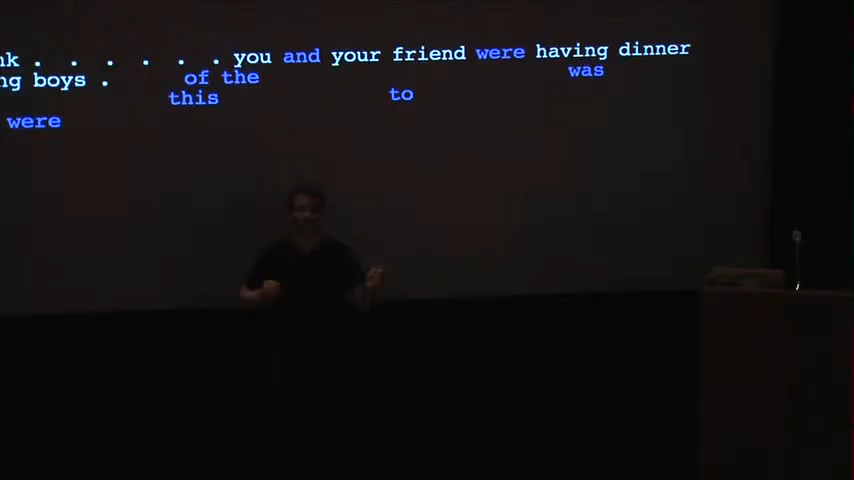 nk . . . . . . you and your friend were having dinner
ng boys . of the was
this to
were